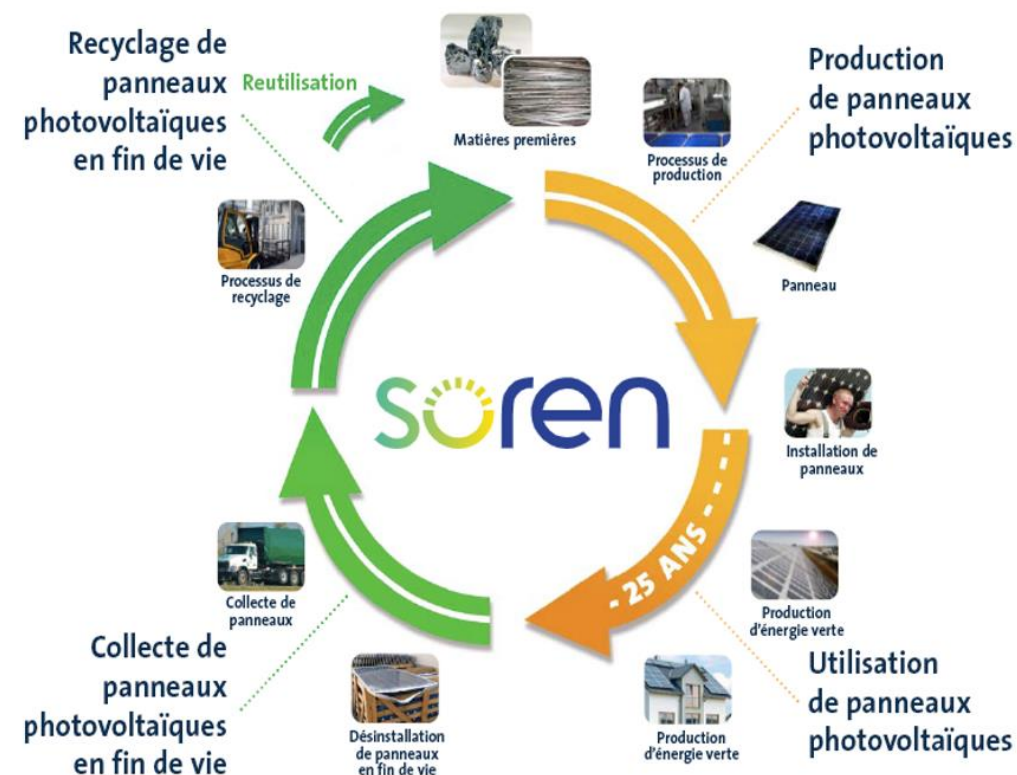 Recyclage de
panneaux
photovoltaïques
en fin de vie
Reutilisation
Matières premières
Processus de
production
Production
de panneaux
photovoltaïques
Panneau
Processus de
recyclage
soren
Installation de
panneaux
- 25 ANS - - - -
Production
d'énergie verte
Utilisation
de panneaux
photovoltaïques
Production
d'énergie verte
Désinstallation
de panneaux
en fin de vie
Collecte de
panneaux
Collecte de
panneaux
photovoltaïques
en fin de vie